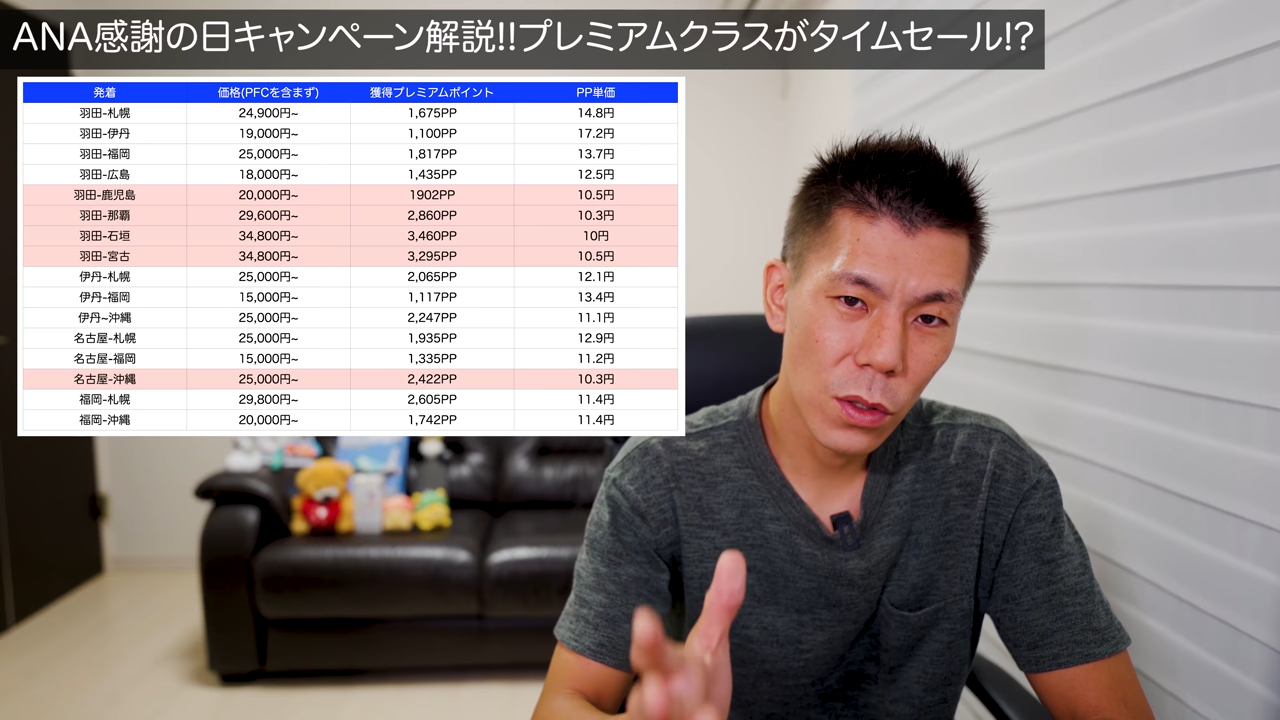 ANA感謝の日キャンペーン解説!!プレミアムクラスがタイムセール!?
発着 価格(PFCを含まず) 獲得プレミアムポイント PP単価
羽田-札幌 24,900円~ 1,675PP 14.8円
羽田-伊丹 19,000円~ 1,100PP 17.2円
羽田-福岡 25,000円~ 1,817PP 13.7円
羽田-広島 18,000円~ 1,435PP 12.5円
羽田-鹿児島 20,000円~ 1902PP 10.5円
羽田-那覇 29,600円~ 2,860PP 10.3円
羽田-石垣 34,800円~ 3,460PP 10円
羽田-宮古 34,800円~ 3,295PP 10.5円
伊丹-札幌 25,000円~ 2,065PP 12.1円
伊丹-福岡 15,000円~ 1,117PP 13.4円
伊丹~沖縄 25,000円~ 2,247PP 11.1円
名古屋-札幌 25,000円~ 1,935PP 12.9円
名古屋-福岡 15,000円~ 1,335PP 11.2円
名古屋-沖縄 25,000円~ 2,422PP 10.3円
福岡-札幌 29,800円~ 2,605PP 11.4円
福岡-沖縄 20,000円~ 1,742PP 11.4円